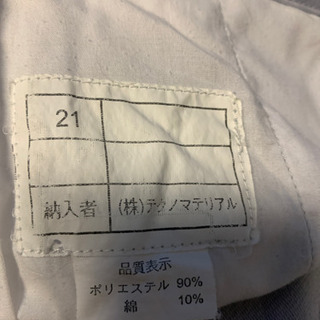 21
納入者 (株)テクノマテリアル
品質表示
ポリエステル 90%
綿 10%